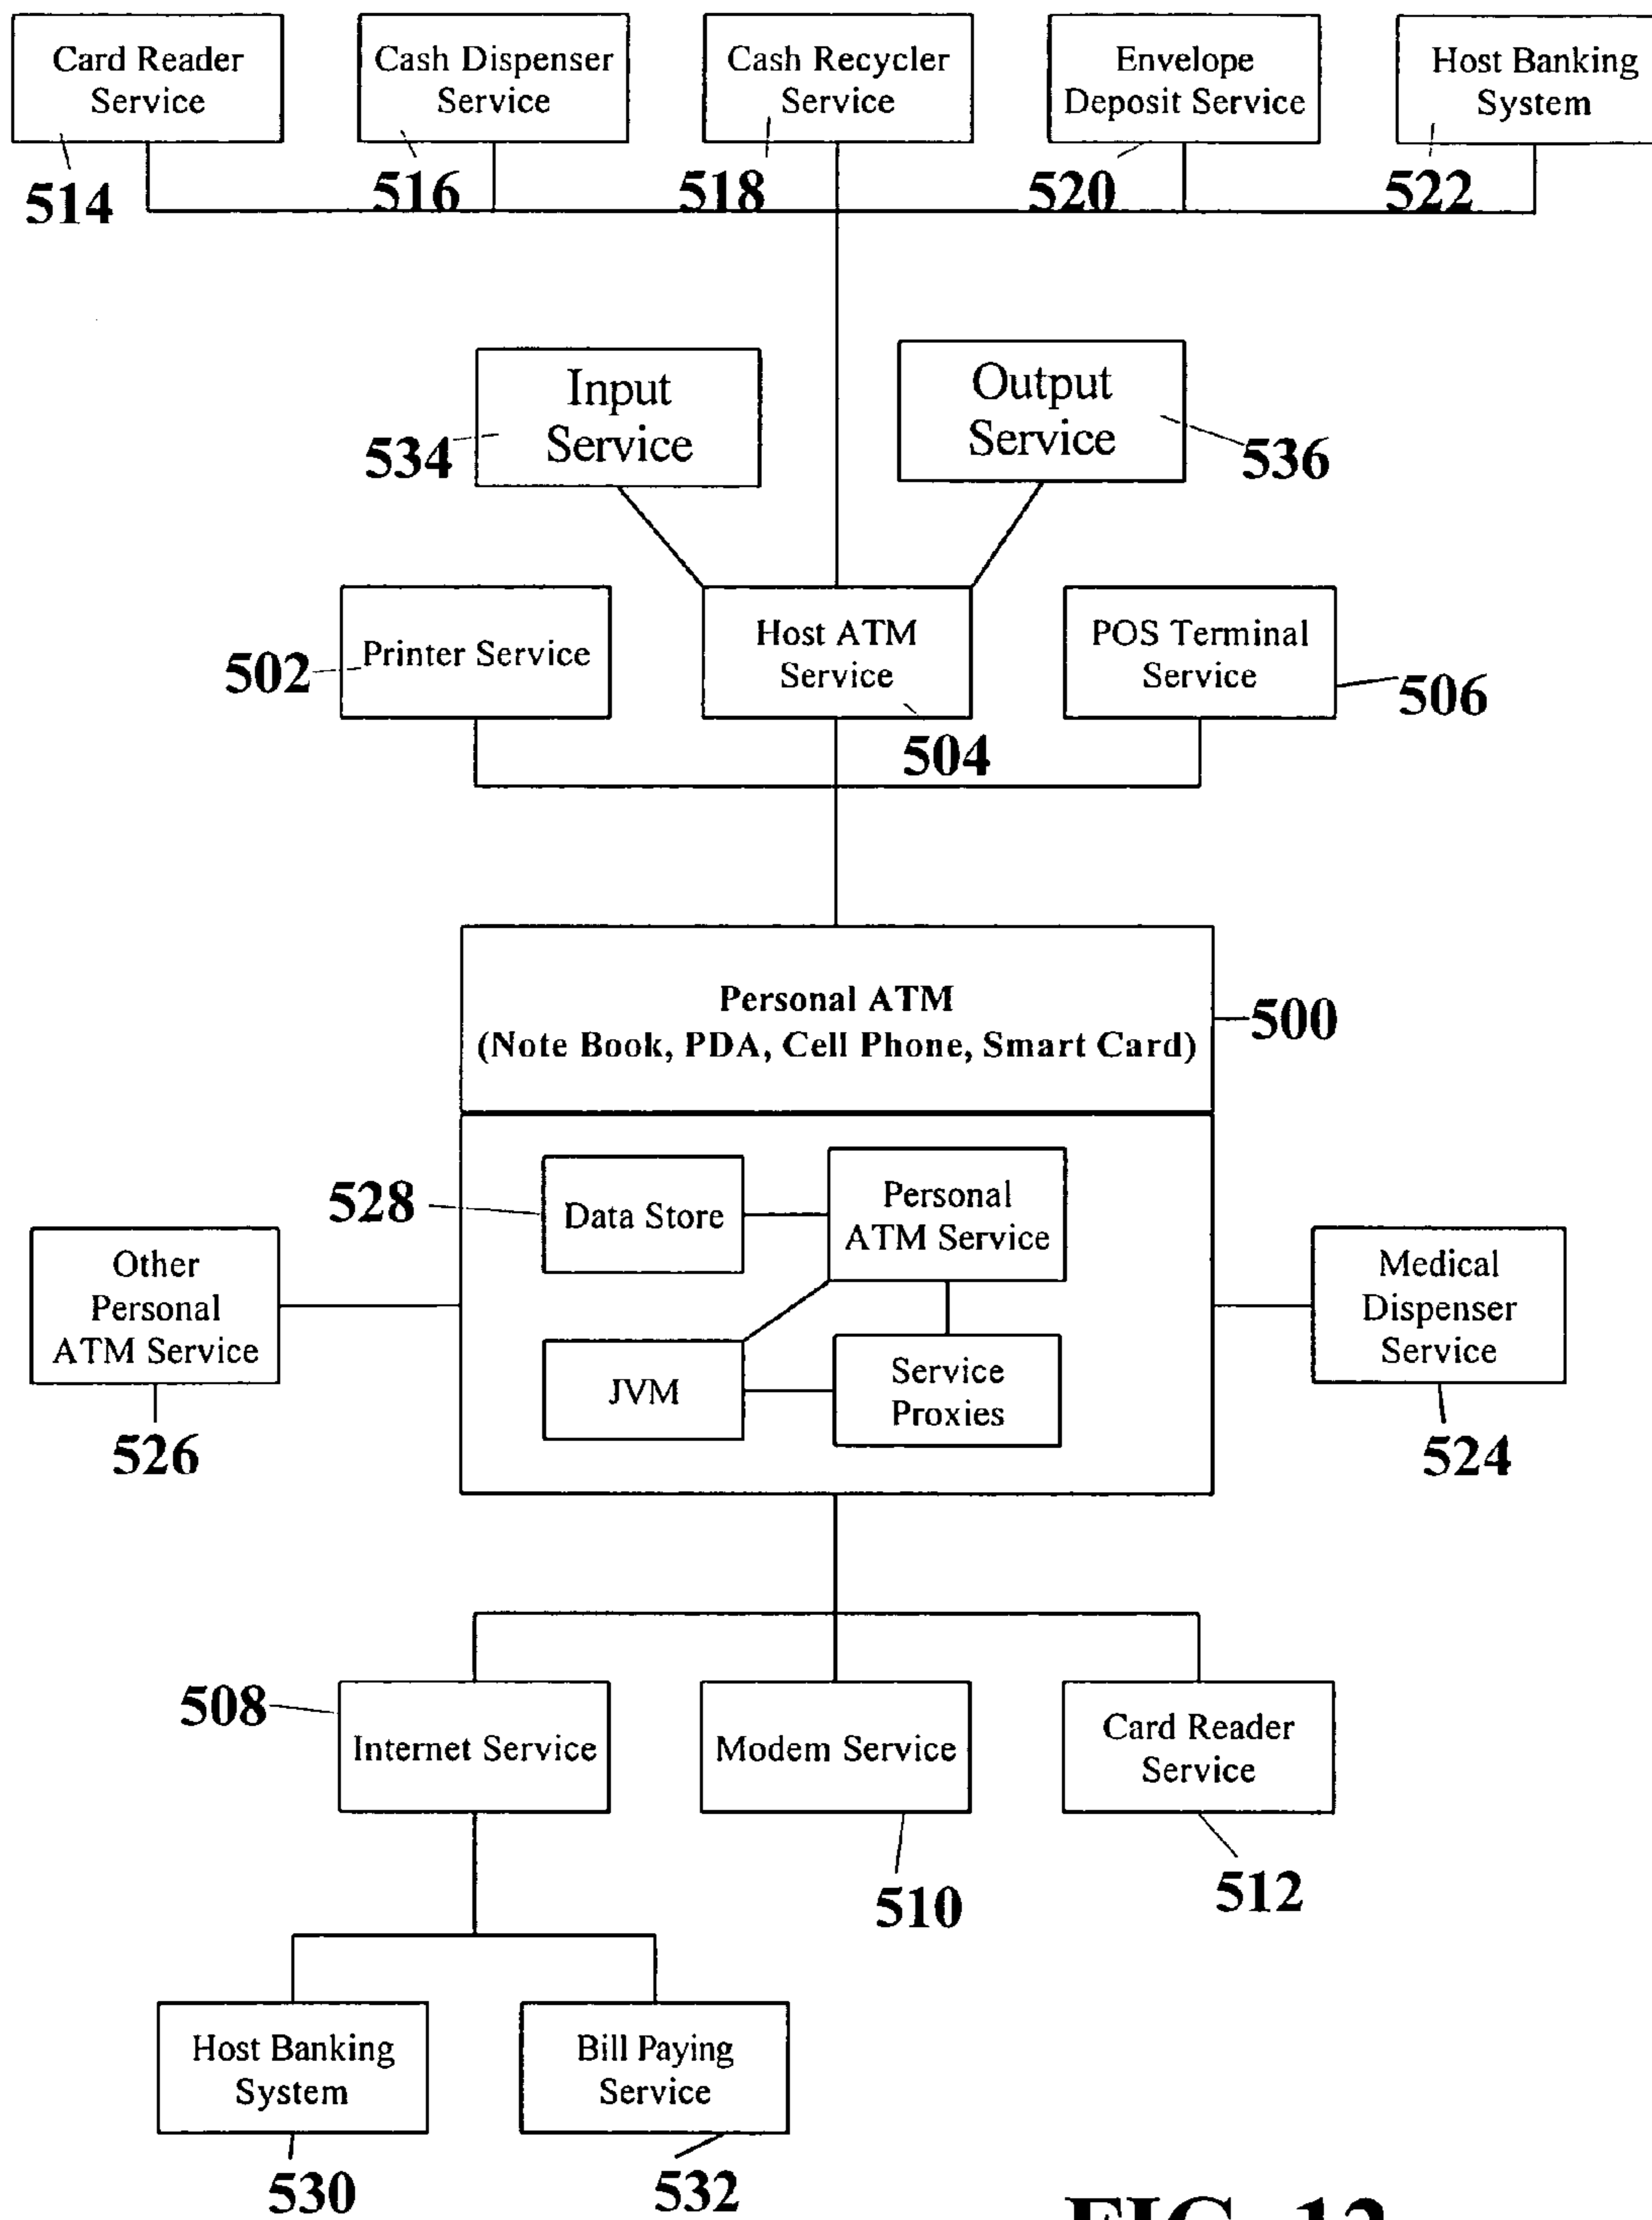 Card Reader
Service
Cash Dispenser
Service
Cash Recycler
Service
Envelope
Deposit Service
Host Banking
System
514
516
518
520
522
Input
Service
Output
Service
534
536
Printer Service
Host ATM
Service
POS Terminal
Service
502
504
506
Personal ATM
(Note Book, PDA, Cell Phone, Smart Card)
500
528
Data Store
Personal
ATM Service
Other
Personal
ATM Service
Medical
Dispenser
Service
JVM
Service
Proxies
526
524
508
Internet Service
Modem Service
Card Reader
Service
510
512
Host Banking
System
Bill Paying
Service
530
532